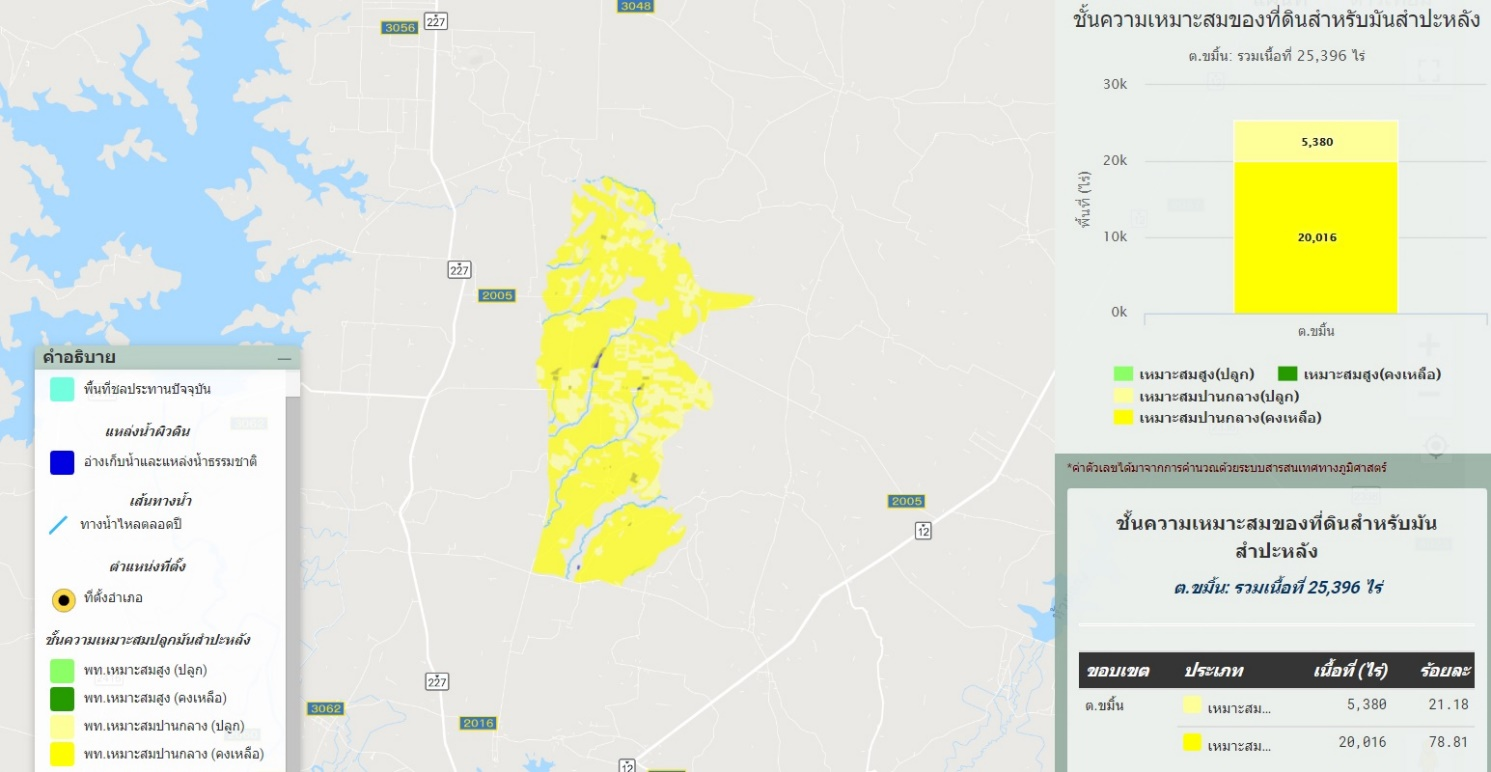 3048
3056
227
227
2005
2005
12
227
3062
2016
12
คำอธิบาย
พื้นที่ชลประทานปัจจุบัน
แหล่งน้ำผิวดิน
อ่างเก็บน้ำและแหล่งน้ำธรรมชาติ
เส้นทางน้ำ
ทางน้ำไหลตลอดปี
ตำแหน่งที่ตั้ง
ที่ตั้งอำเภอ
ชั้นความเหมาะสมปลูกมันสำปะหลัง
พท.เหมาะสมสูง (ปลูก)
พท.เหมาะสมสูง (คงเหลือ)
พท.เหมาะสมปานกลาง (ปลูก)
พท.เหมาะสมปานกลาง (คงเหลือ)
ชั้นความเหมาะสมของที่ดินสำหรับมันสำปะหลัง
ต.ขมิ้น: รวมเนื้อที่ 25,396 ไร่
30k
20k
10k
0k
พื้นที่ (ไร่)
5,380
20,016
ต.ขมิ้น
เหมาะสมสูง(ปลูก) เหมาะสมสูง(คงเหลือ)
เหมาะสมปานกลาง(ปลูก)
เหมาะสมปานกลาง(คงเหลือ)
*ค่าตัวเลขได้มาจากการคำนวณด้วยระบบสารสนเทศทางภูมิศาสตร์
ชั้นความเหมาะสมของที่ดินสำหรับมัน
สำปะหลัง
ต.ขมิ้น: รวมเนื้อที่ 25,396 ไร่
ขอบเขต ประเภท เนื้อที่ (ไร่) ร้อยละ
ต.ขมิ้น เหมาะสม... 5,380 21.18
เหมาะสม... 20,016 78.81